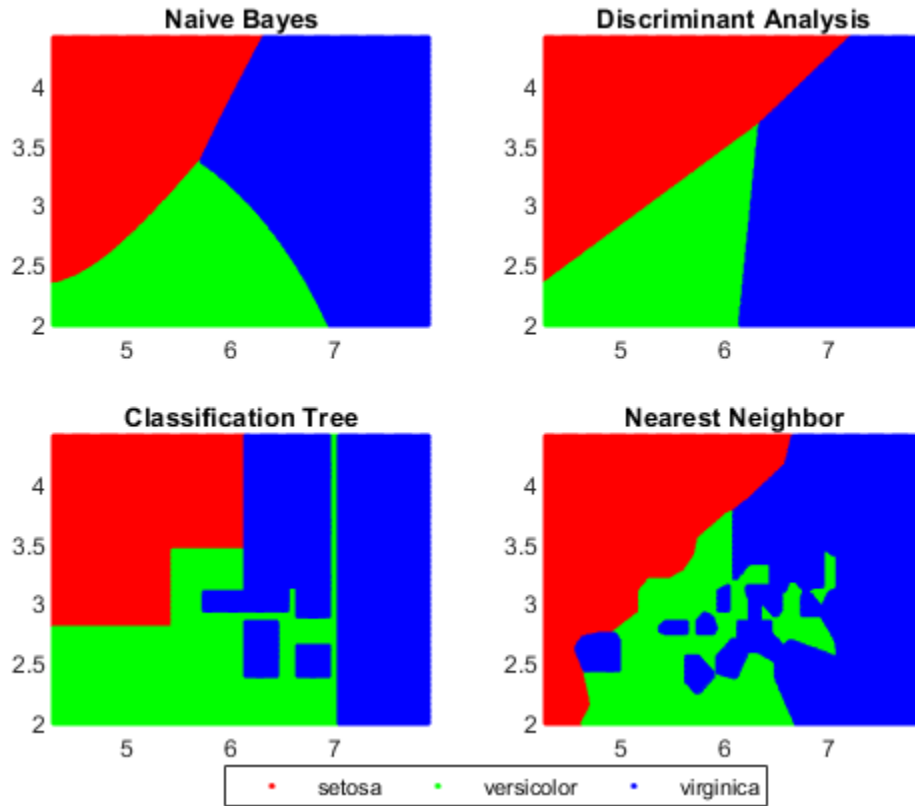 Naive Bayes
4
3.5
3
2.5
2
5 6 7
Discriminant Analysis
4
3.5
3
2.5
2
5 6 7
Classification Tree
4
3.5
3
2.5
2
5 6 7
Nearest Neighbor
4
3.5
3
2.5
2
5 6 7
setosa versicolor virginica